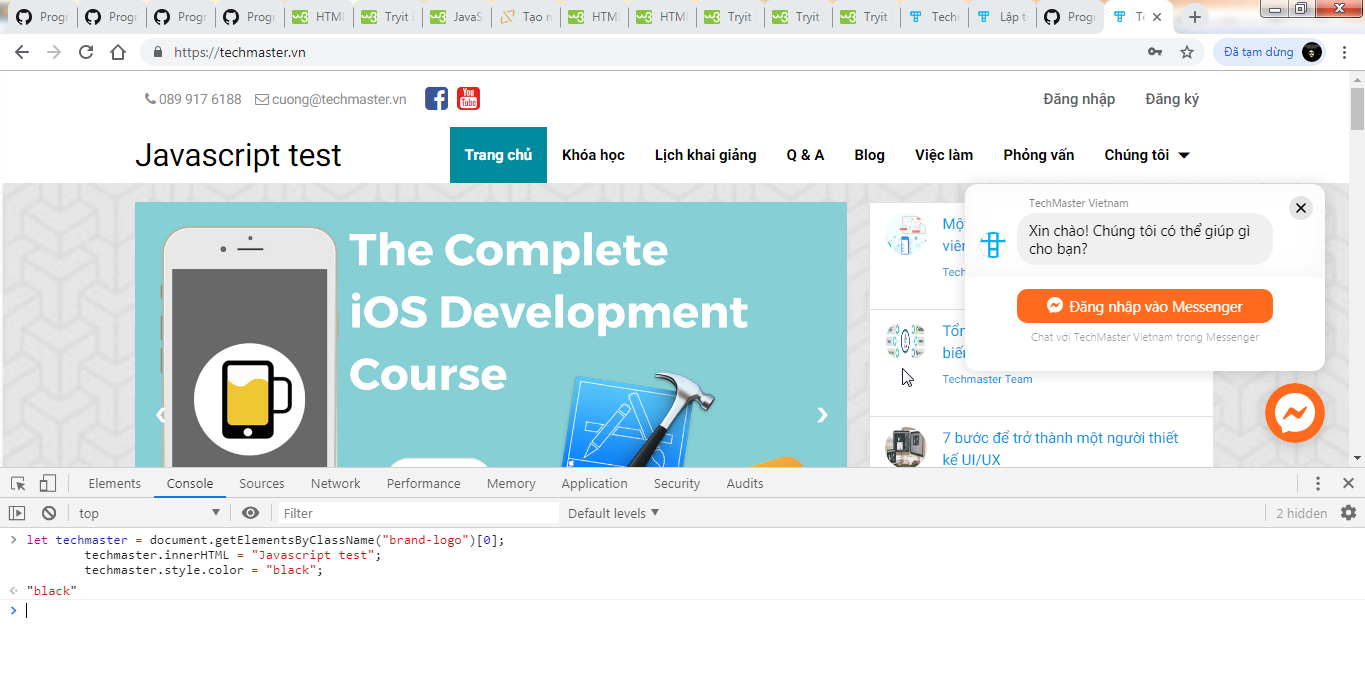 Progr
Progr
Progr
Progr
HTML
Tryit
JavaS
Tạo n
HTML
HTML
Tryit
Tryit
Tryit
Techm
Lập t
Progr
Te
https://techmaster.vn
Đã tạm dừng
089 917 6188 cuong@techmaster.vn
You
Tube
Đăng nhập Đăng ký
Javascript test
Trang chủ Khóa học Lịch khai giảng Q & A Blog Việc làm Phỏng vấn Chúng tôi
The Complete
iOS Development
Course
Một
viên
Tech
Tổn
biến
Techmaster Team
7 bước để trở thành một người thiết
kế UI/UX
TechMaster Vietnam
Xin chào! Chúng tôi có thể giúp gì
cho bạn?
Đăng nhập vào Messenger
Chat với TechMaster Vietnam trong Messenger
Elements Console Sources Network Performance Memory Application Security Audits
top Filter Default levels 2 hidden
let techmaster = document.getElementsByClassName("brand-logo")[0];
techmaster.innerHTML = "Javascript test";
techmaster.style.color = "black";
"black"